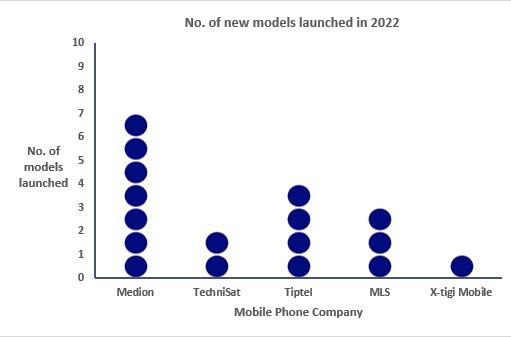 No. of new models launched in 2022
10
9
8
7
6
5
4
3
2
1
0
No. of
models
launched
Medion
TechniSat
Tiptel
MLS
X-tigi Mobile
Mobile Phone Company